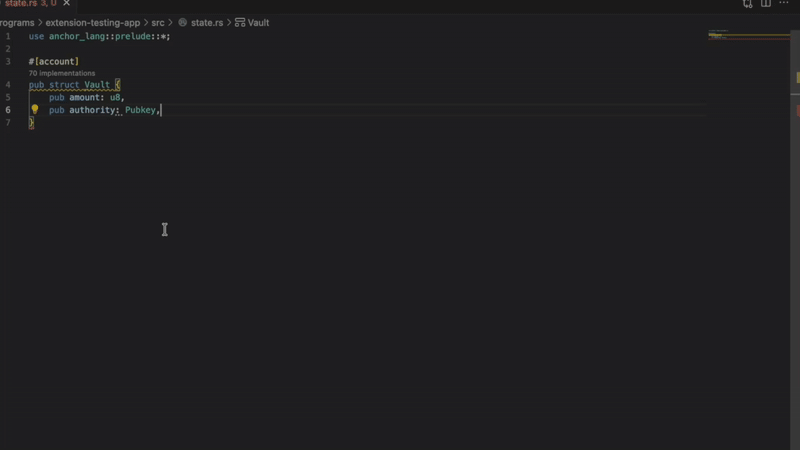 state.rs 3, U
rograms > extension-testing-app > src > state.rs > Vault
1 use anchor_lang::prelude::*;
2
3 #[account]
70 implementations
4 pub struct Vault {
5 pub amount: u8,
6 pub authority: Pubkey,
7 }